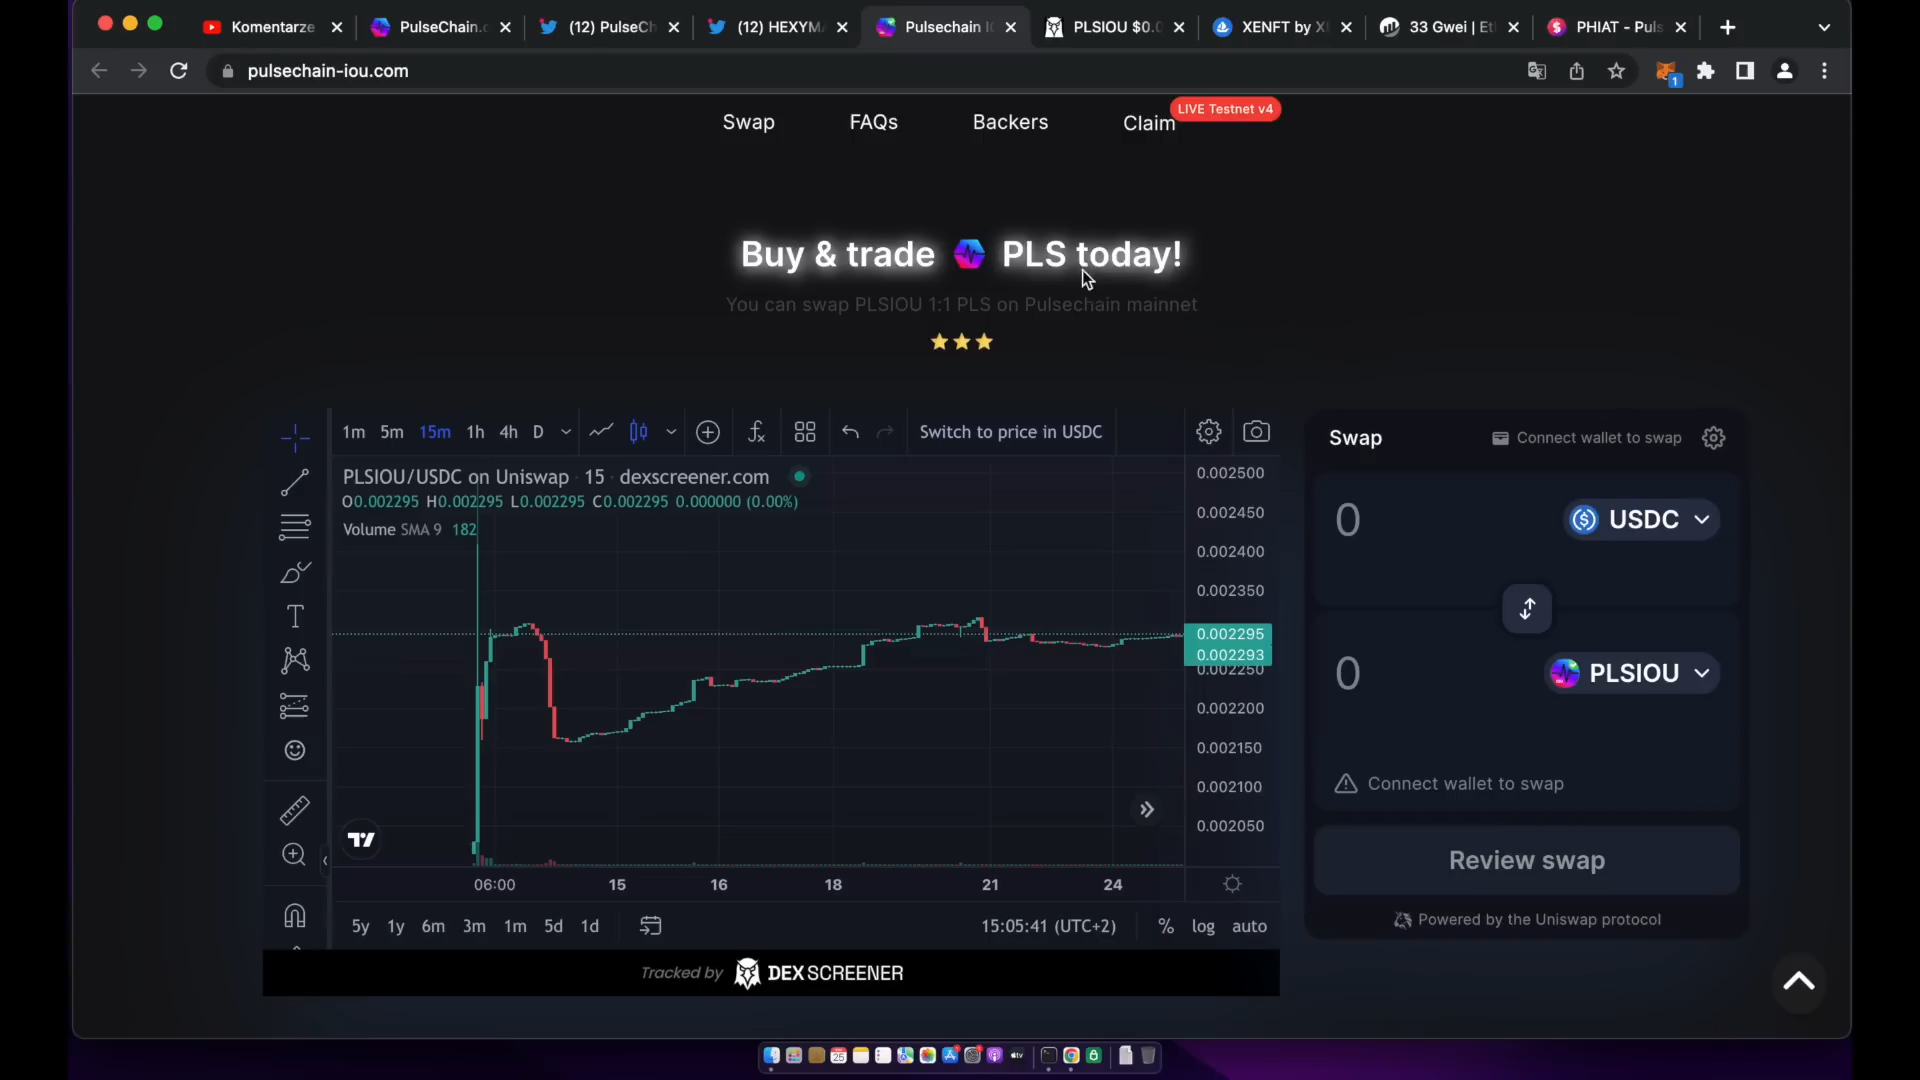 Komentarze
PulseChain.c
(12) PulseCh
(12) HEXYMA
Pulsechain I
PLSIOU $0.0
XENFT by X
33 Gwei | Et
PHIAT - Puls
pulsechain-iou.com
1
Swap
FAQs
Backers
Claim
LIVE Testnet v4
Buy & trade PLS today!
You can swap PLSIOU 1:1 PLS on Pulsechain mainnet
1m 5m 15m 1h 4h D
Switch to price in USDC
PLSIOU/USDC on Uniswap · 15 · dexscreener.com
O0.002295 H0.002295 L0.002295 C0.002295 0.000000 (0.00%)
Volume SMA 9 182
0.002500
0.002450
0.002400
0.002350
0.002295
0.002293
0.002250
0.002200
0.002150
0.002100
0.002050
06:00 15 16 18 21 24
5y 1y 6m 3m 1m 5d 1d
15:05:41 (UTC+2)
% log auto
Tracked by DEX SCREENER
Swap
Connect wallet to swap
0
USDC
0
PLSIOU
Connect wallet to swap
Review swap
Powered by the Uniswap protocol
25
tv